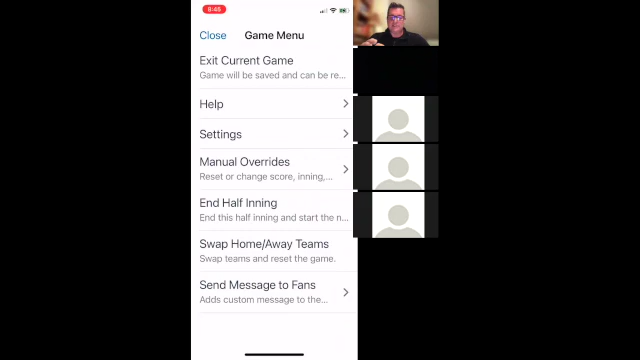 8:45
Close
Game Menu
Exit Current Game
Game will be saved and can be re...
Help
Settings
Manual Overrides
Reset or change score, inning,...
End Half Inning
End this half inning and start the n...
Swap Home/Away Teams
Swap teams and reset the game.
Send Message to Fans
Adds custom message to the...